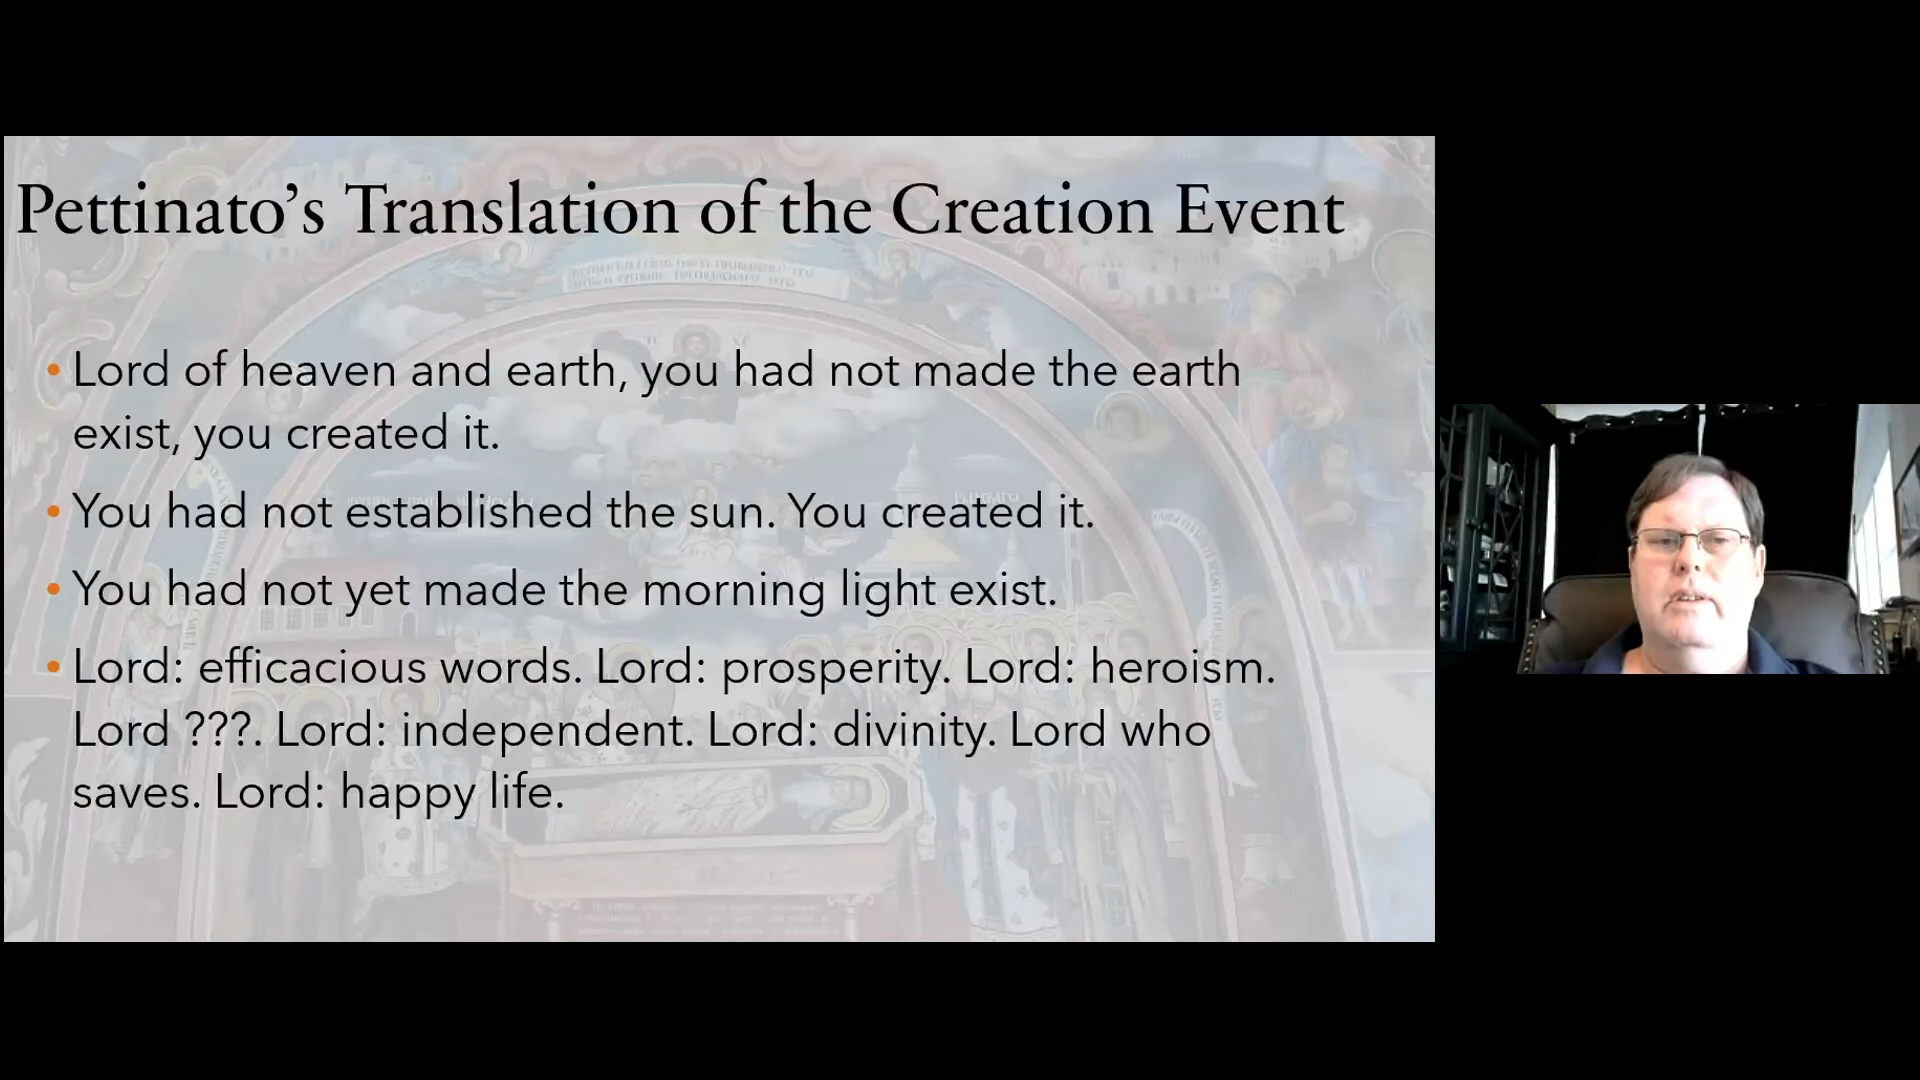 Pettinato’s Translation of the Creation Event
• Lord of heaven and earth, you had not made the earth
exist, you created it.
• You had not established the sun. You created it.
• You had not yet made the morning light exist.
• Lord: efficacious words. Lord: prosperity. Lord: heroism.
Lord ???. Lord: independent. Lord: divinity. Lord who
saves. Lord: happy life.